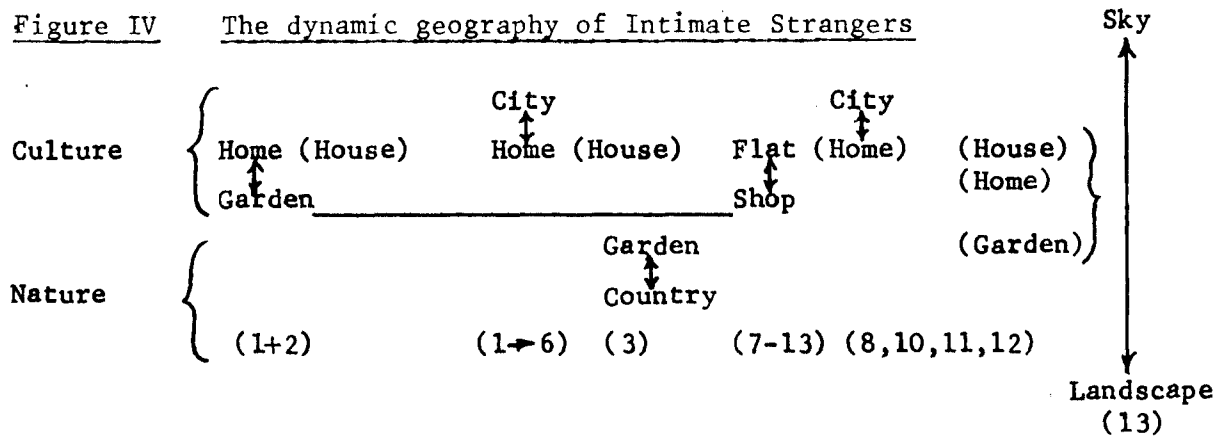 Figure IV The dynamic geography of Intimate Strangers Sky
City City
Culture Home (House) Home (House) Flat (Home) (House)
(Home)
Garden Shop
Garden (Garden)
Nature Country
(1+2) (1→6) (3) (7-13) (8,10,11,12)
Landscape
(13)